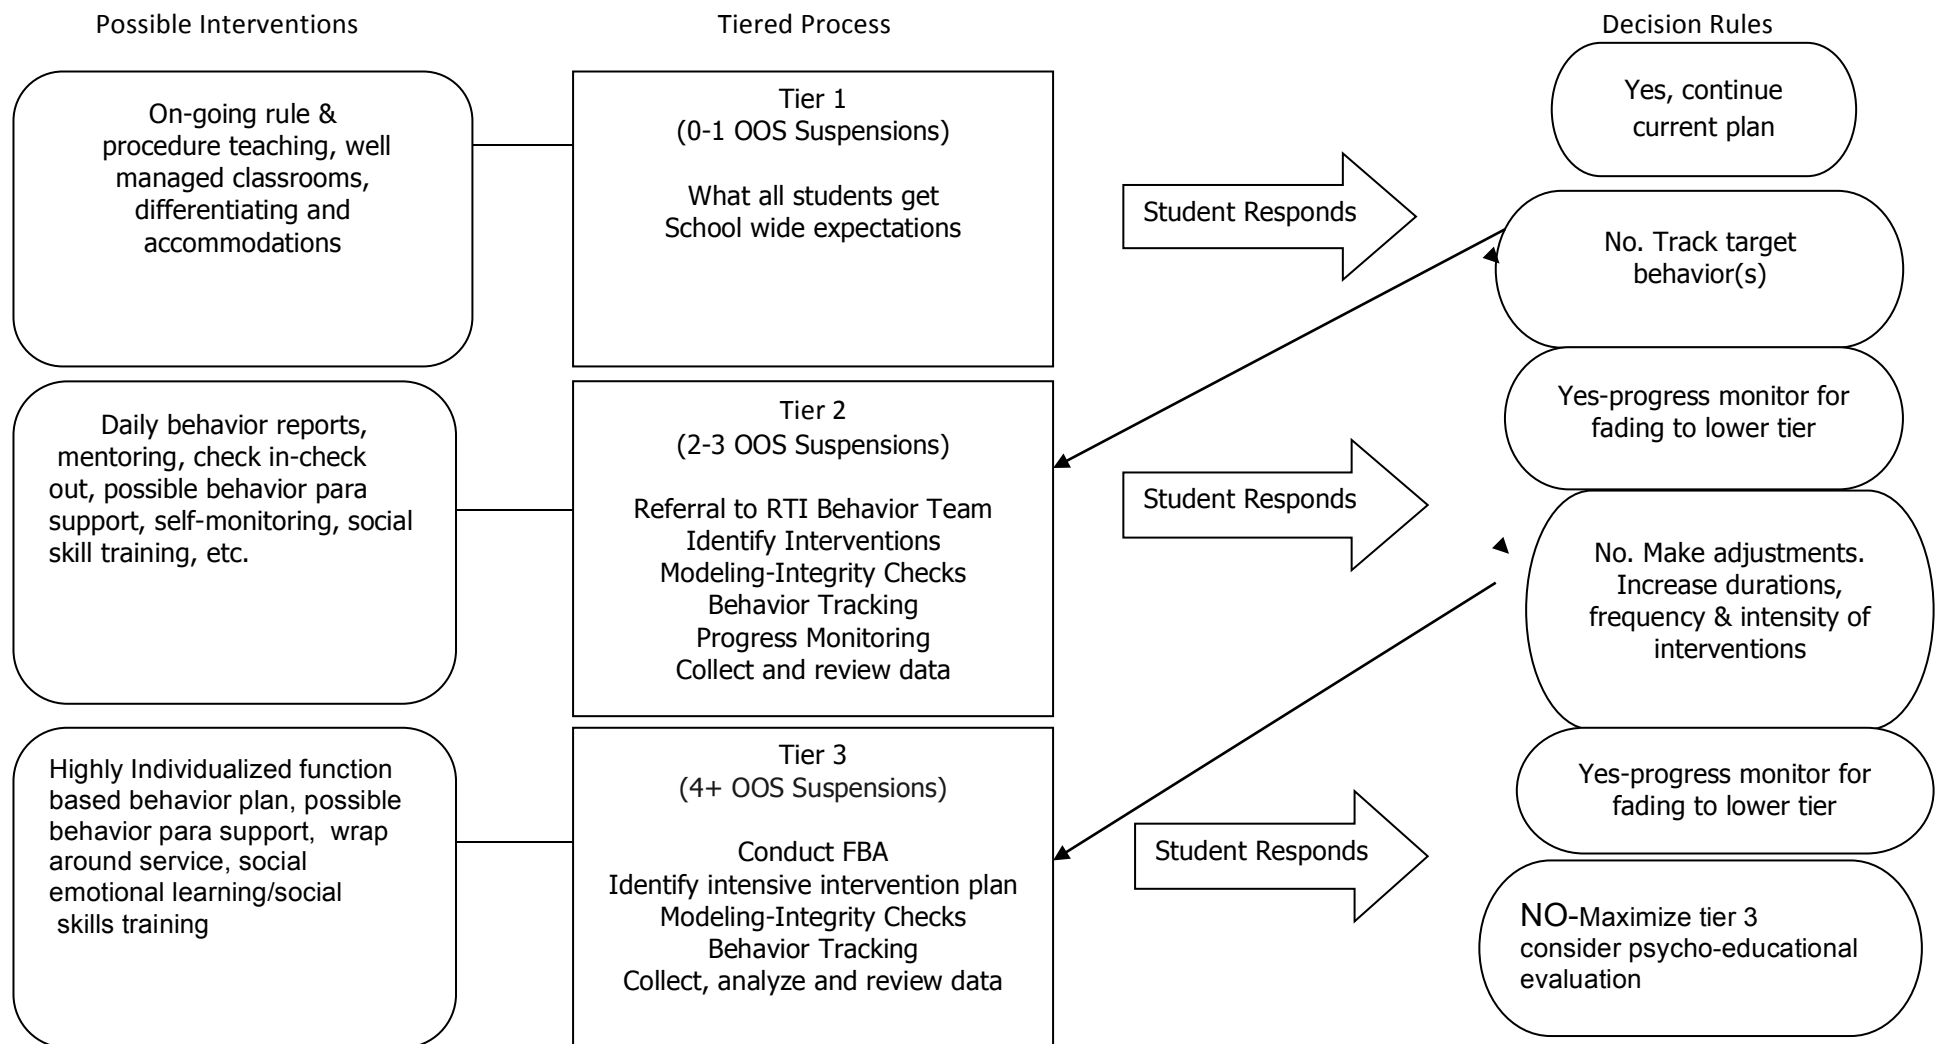 Possible Interventions
Tiered Process
Decision Rules
On-going rule &
procedure teaching, well
managed classrooms,
differentiating and
accommodations
Tier 1
(0-1 OOS Suspensions)
What all students get
School wide expectations
Student Responds
Yes, continue
current plan
No. Track target
behavior(s)
Daily behavior reports,
mentoring, check in-check
out, possible behavior para
support, self-monitoring, social
skill training, etc.
Tier 2
(2-3 OOS Suspensions)
Referral to RTI Behavior Team
Identify Interventions
Modeling-Integrity Checks
Behavior Tracking
Progress Monitoring
Collect and review data
Student Responds
Yes-progress monitor for
fading to lower tier
No. Make adjustments.
Increase durations,
frequency & intensity of
interventions
Highly Individualized function
based behavior plan, possible
behavior para support, wrap
around service, social
emotional learning/social
skills training
Tier 3
(4+ OOS Suspensions)
Conduct FBA
Identify intensive intervention plan
Modeling-Integrity Checks
Behavior Tracking
Collect, analyze and review data
Student Responds
Yes-progress monitor for
fading to lower tier
NO-Maximize tier 3
consider psycho-educational
evaluation